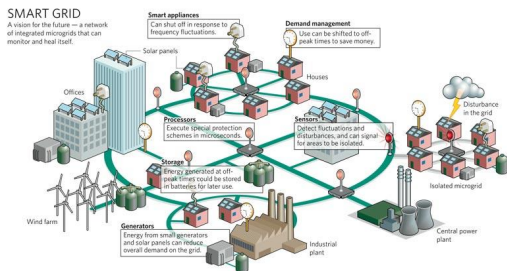 SMART GRID
A vision for the future — a network
of integrated microgrids that can
monitor and heal itself.
Smart appliances
Can shut off in response to
frequency fluctuations.
Demand management
Use can be shifted to off-
peak times to save money.
Solar panels
Houses
Offices
Processors
Execute special protection
schemes in microseconds.
Sensors
Detect fluctuations and
disturbances, and can signal
for areas to be isolated.
Disturbance
in the grid
Storage
Energy generated at off-
peak times could be stored
in batteries for later use.
Isolated microgrid
Wind farm
Generators
Energy from small generators
and solar panels can reduce
overall demand on the grid.
Industrial
plant
Central power
plant